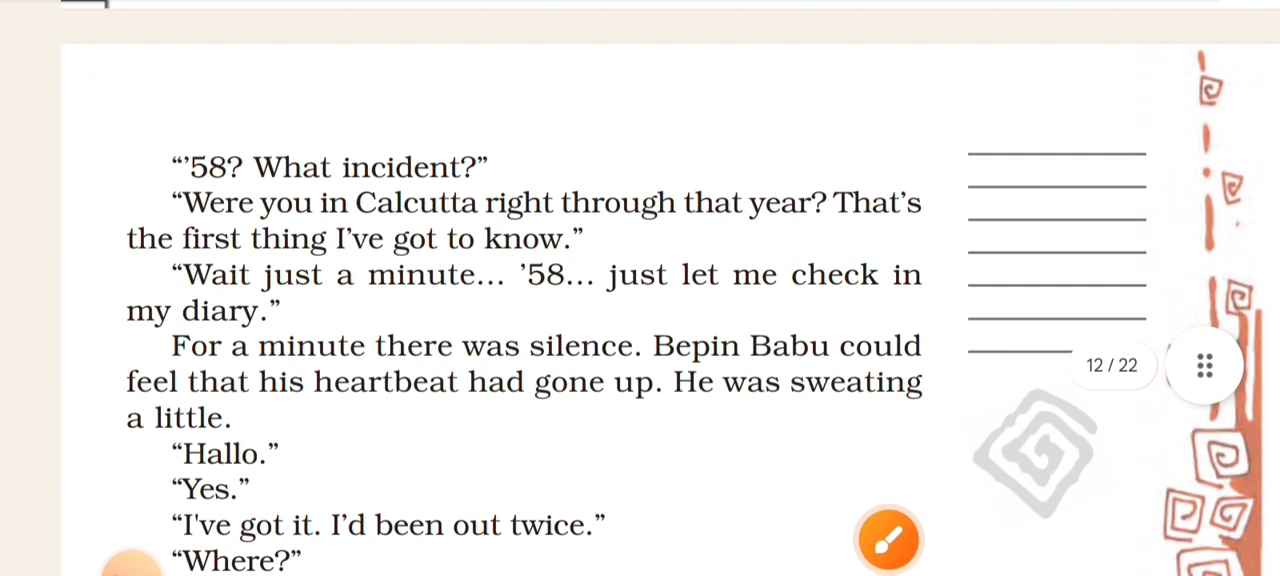 “’58? What incident?”
“Were you in Calcutta right through that year? That’s
the first thing I’ve got to know.”
“Wait just a minute... ’58... just let me check in
my diary.”
For a minute there was silence. Bepin Babu could
feel that his heartbeat had gone up. He was sweating
a little.
“Hallo.”
“Yes.”
“I've got it. I’d been out twice.”
“Where?”
12 / 22